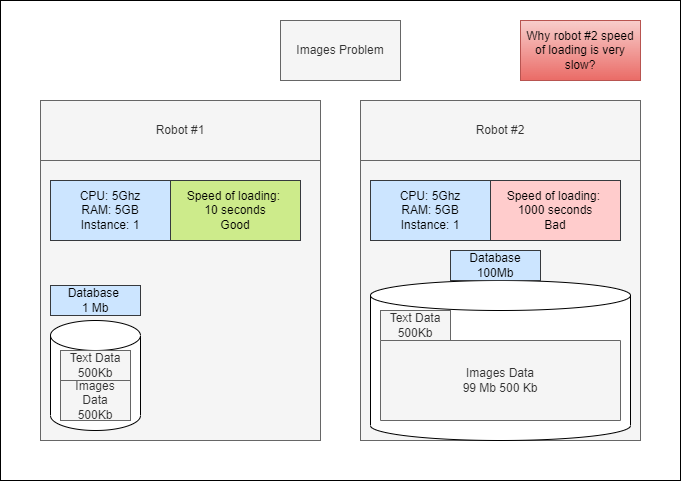 Images Problem
Why robot #2 speed
of loading is very
slow?
Robot #1
CPU: 5Ghz
RAM: 5GB
Instance: 1
Speed of loading:
10 seconds
Good
Database
1 Mb
Text Data
500Kb
Images
Data
500Kb
Robot #2
CPU: 5Ghz
RAM: 5GB
Instance: 1
Speed of loading:
1000 seconds
Bad
Database
100Mb
Text Data
500Kb
Images Data
99 Mb 500 Kb